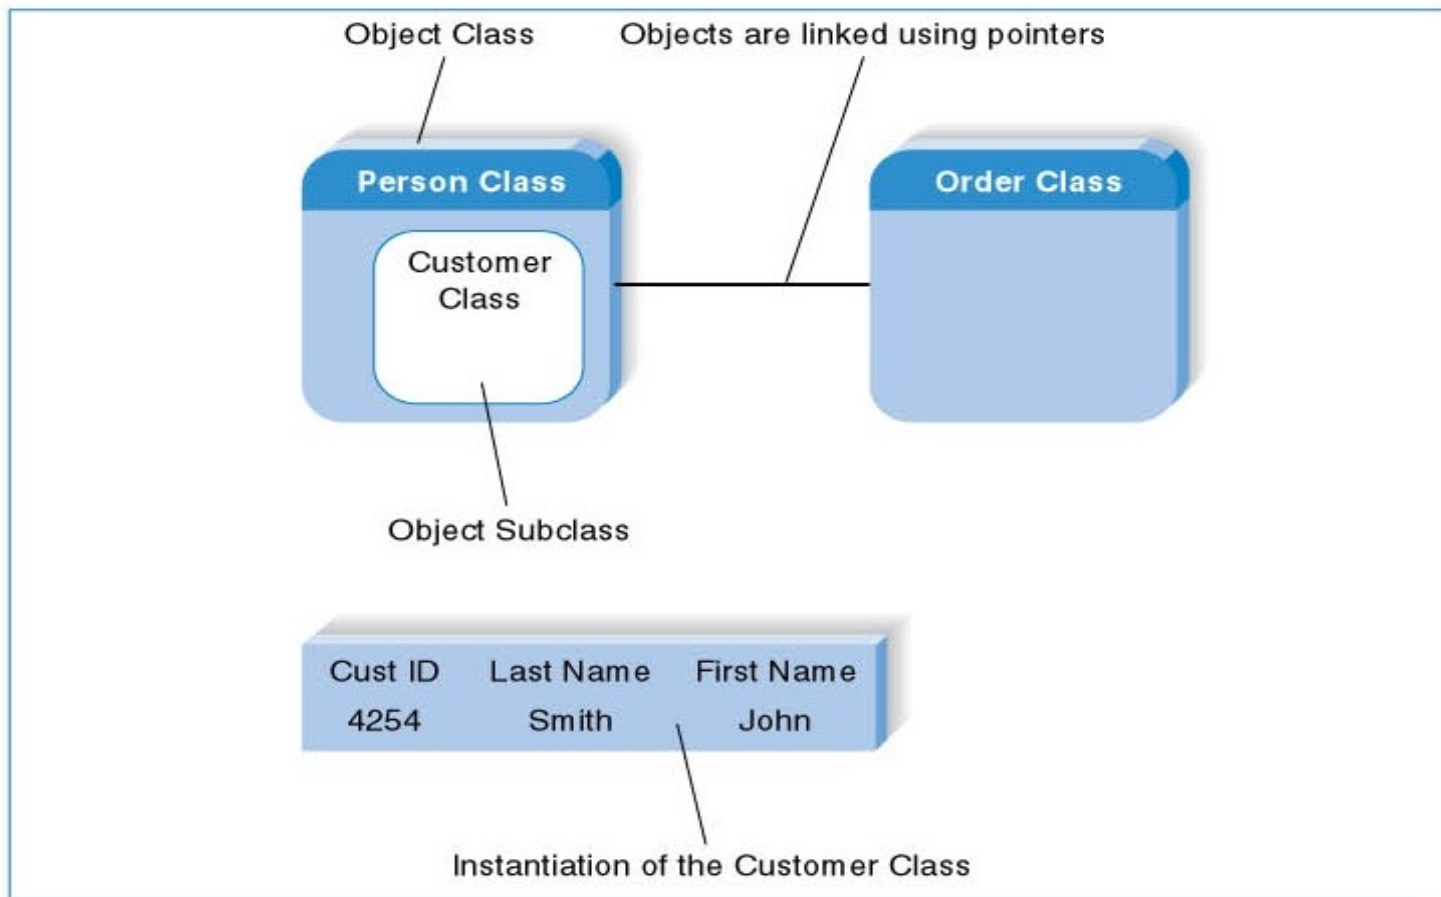 Object Class
Objects are linked using pointers
Person Class
Order Class
Customer
Class
Object Subclass
Cust ID Last Name First Name
4254 Smith John
Instantiation of the Customer Class